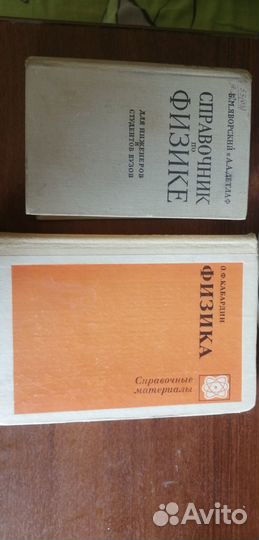 Б.М.ЯВОРСКИЙ и А.А.ДЕТЛАФ
СПРАВОЧНИК
ПО
ФИЗИКЕ
ДЛЯ ИНЖЕНЕРОВ
И
СТУДЕНТОВ ВУЗОВ
О.Ф.КАБАРДИН
ФИЗИКА
Справочные
материалы
Avito